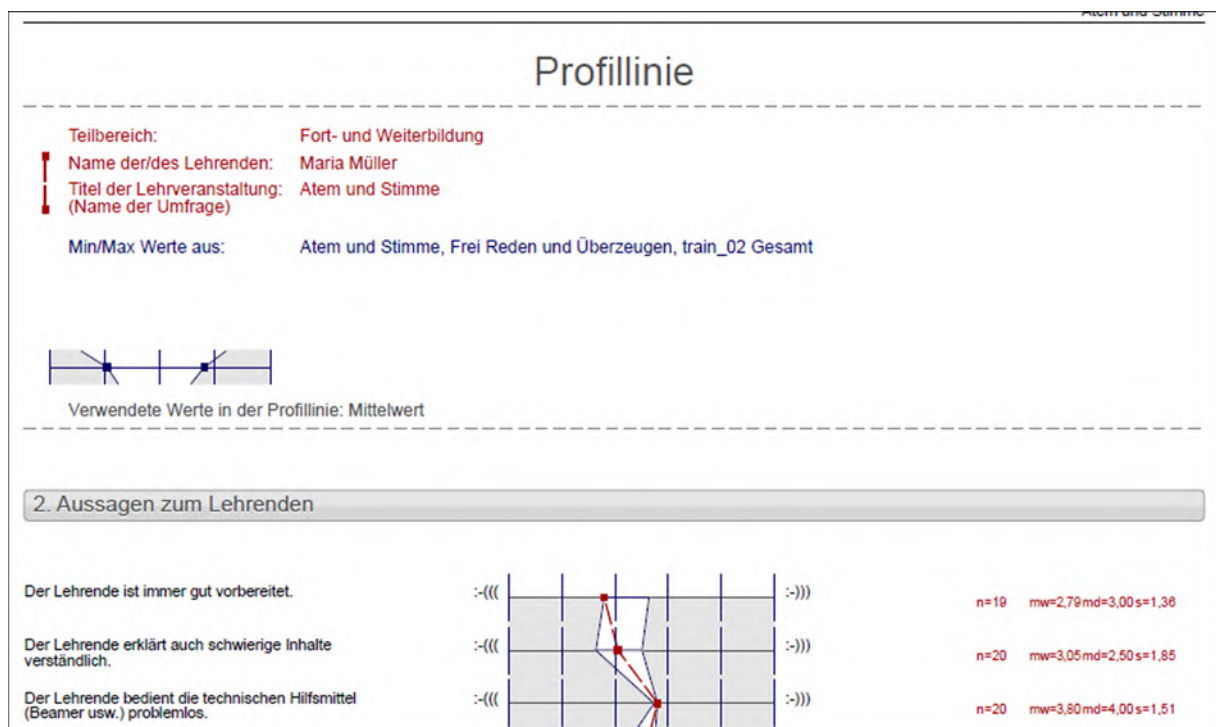 Atem und Stimme
Profillinie
Teilbereich: Fort- und Weiterbildung
Name der/des Lehrenden: Maria Müller
Titel der Lehrveranstaltung: Atem und Stimme
(Name der Umfrage)
Min/Max Werte aus: Atem und Stimme, Frei Reden und Überzeugen, train_02 Gesamt
Verwendete Werte in der Profillinie: Mittelwert
2. Aussagen zum Lehrenden
Der Lehrende ist immer gut vorbereitet. :-((( :-))) n=19 mw=2,79 md=3,00 s=1,36
Der Lehrende erklärt auch schwierige Inhalte
verständlich. :-((( :-))) n=20 mw=3,05 md=2,50 s=1,85
Der Lehrende bedient die technischen Hilfsmittel
(Beamer usw.) problemlos. :-((( :-))) n=20 mw=3,80 md=4,00 s=1,51